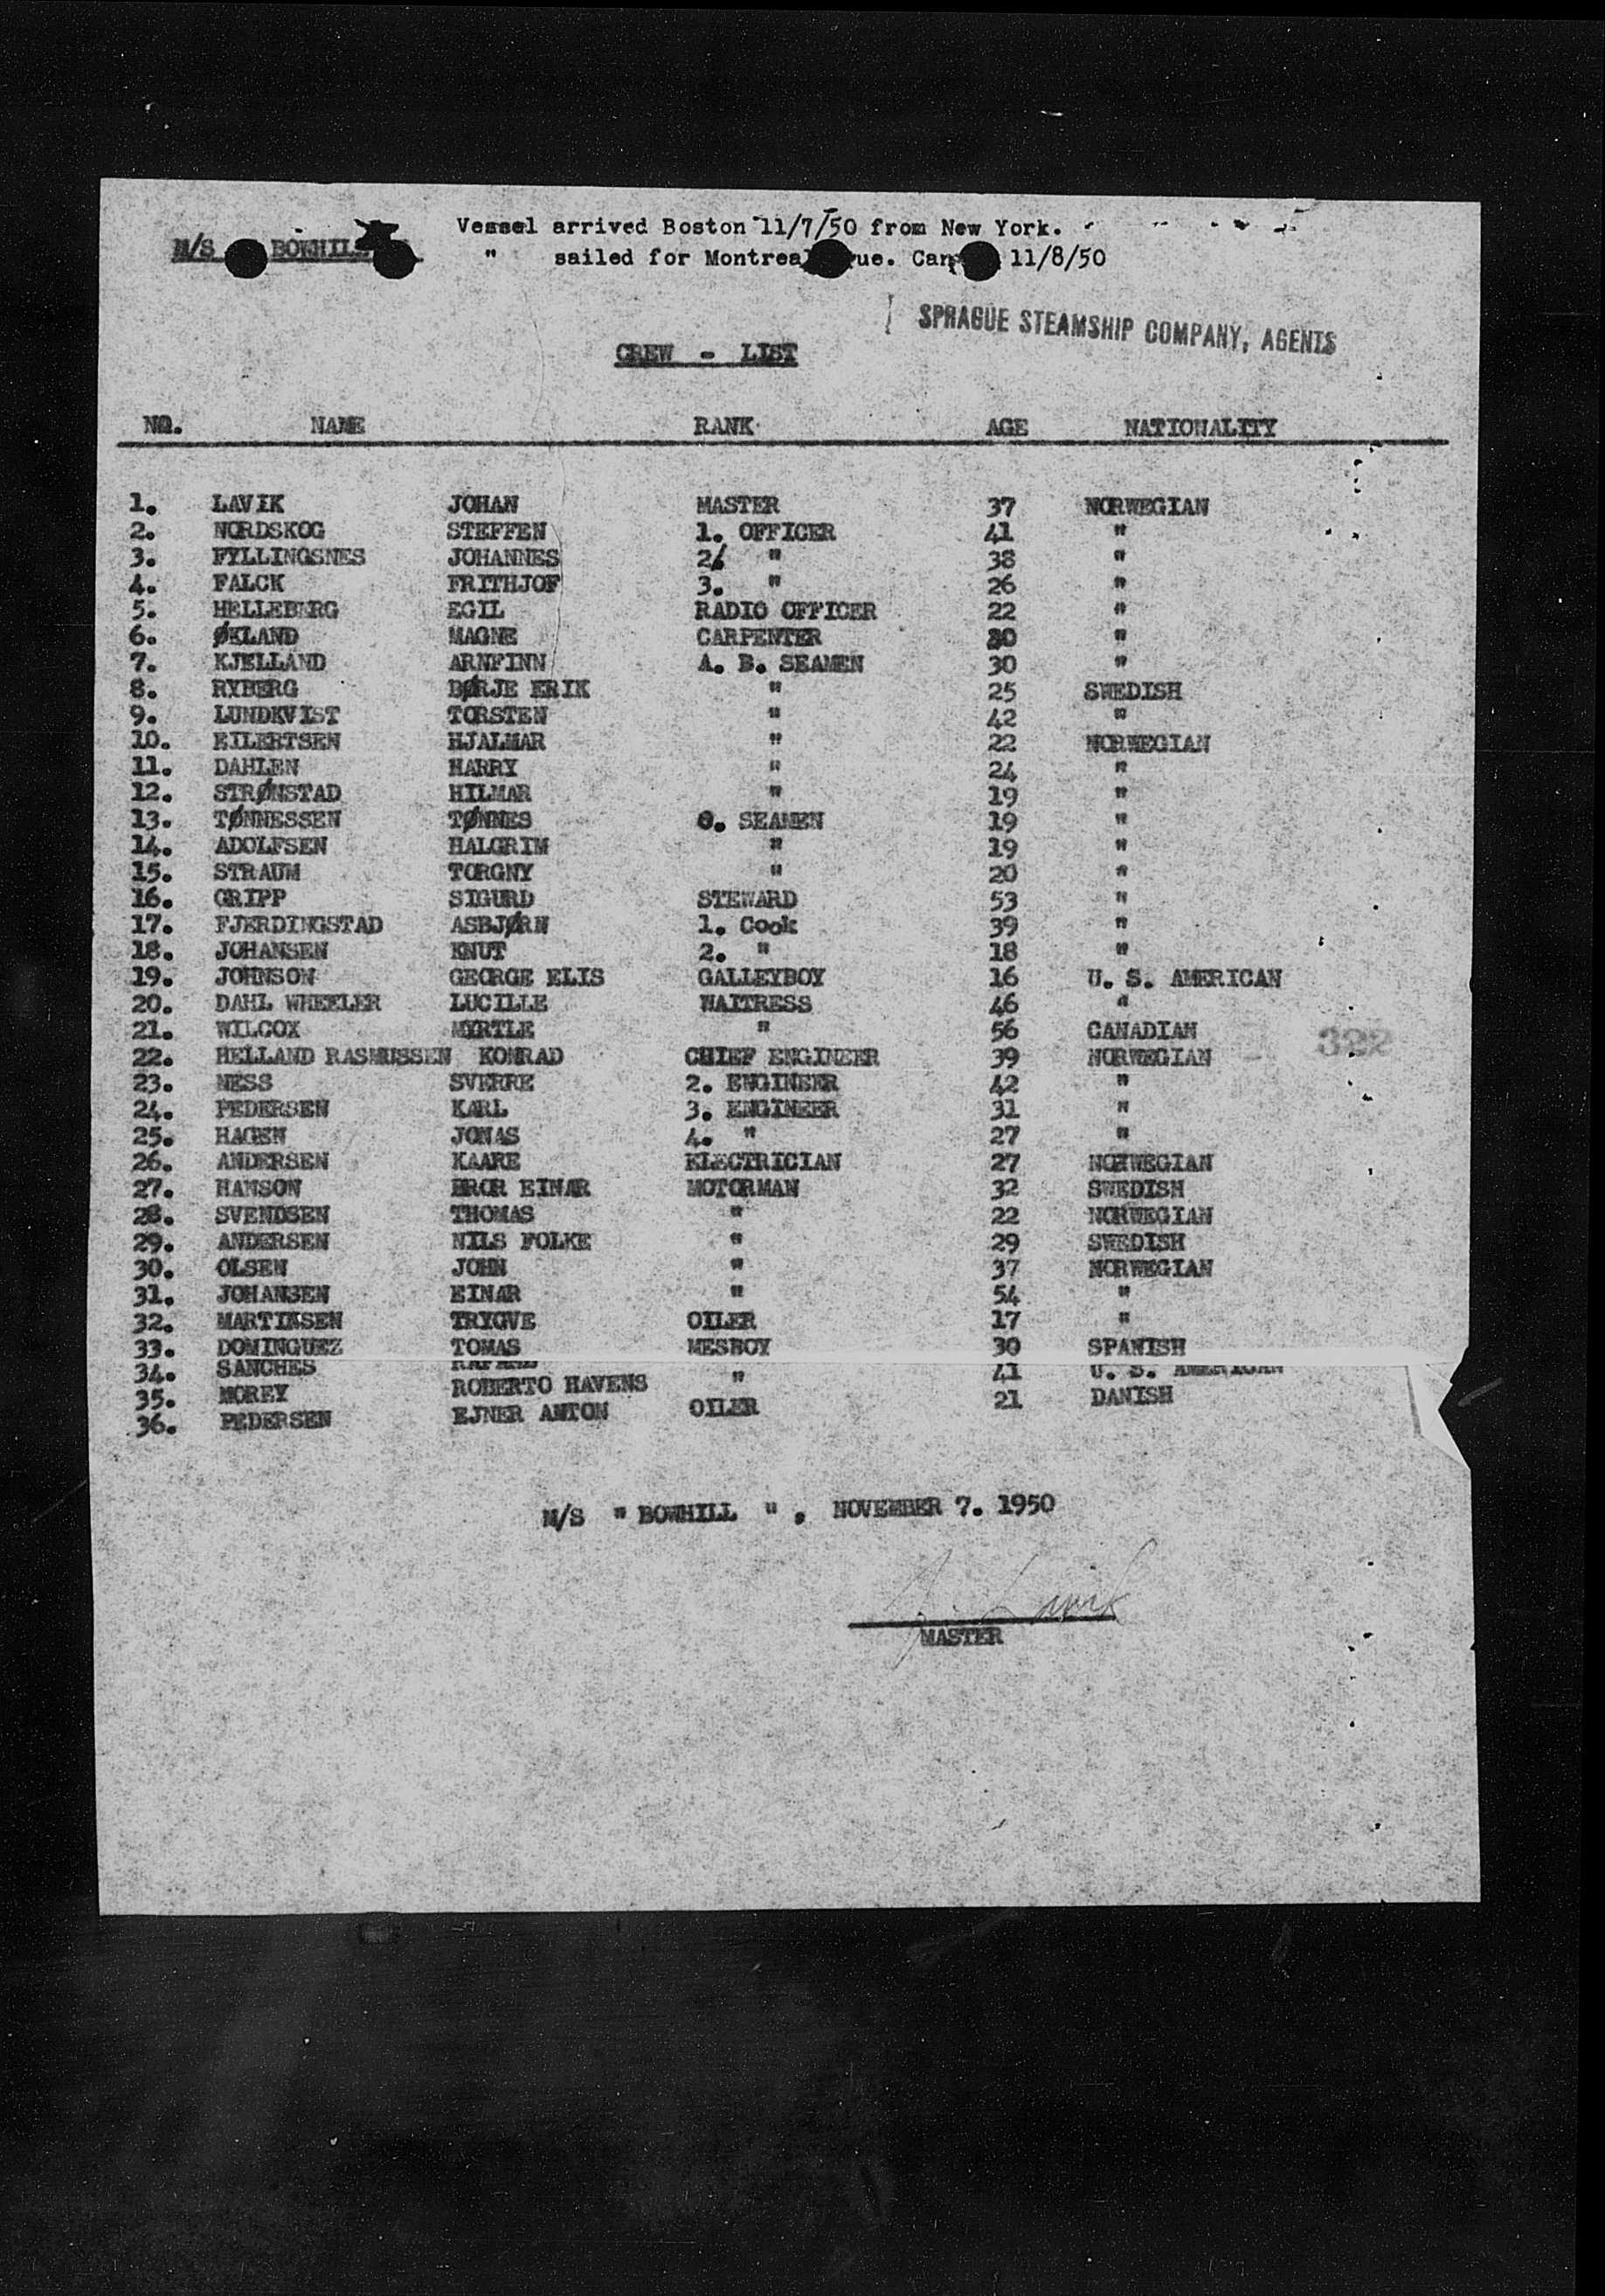 Vessel arrived Boston 11/7/50 from New York.
M/S BOWHILL
" sailed for Montreal ue. Can 11/8/50
SPRAGUE STEAMSHIP COMPANY, AGENTS
CREW - LIST
NO. NAME RANK AGE NATIONALITY
1. LAVIK JOHAN MASTER 37 NORWEGIAN
2. NORDSKOG STEFFEN 1. OFFICER 41 "
3. FYLLINGSNES JOHANNES 2/ " 38 "
4. FALCK FRITHJOF 3. " 26 "
5. HELLEBERG EGIL RADIO OFFICER 22 "
6. ØKLAND MAGNE CARPENTER "
7. KJELLAND ARNFINN A. B. SEAMEN 30 "
8. RYBERG BØRJE ERIK " 25 SWEDISH
9. LUNDKVIST TORSTEN " 42 "
10. EILERTSEN HJALMAR " 22 NORWEGIAN
11. DAHLEN HARRY " 24 "
12. STRØNSTAD HILMAR " 19 "
13. TØNNESSEN TØNNES O. SEAMEN 19 "
14. ADOLFSEN HALGRIM " 19 "
15. STRAUM TORGNY " 20 "
16. GRIPP SIGURD STEWARD 53 "
17. FJERDINGSTAD ASBJØRN 1. Cook 39 "
18. JOHANSEN KNUT 2. " 18 "
19. JOHNSON GEORGE ELIS GALLEYBOY 16 U. S. AMERICAN
20. DAHL WHEELER LUCILLE WAITRESS 46 "
21. WILCOX MYRTLE " 56 CANADIAN
322
22. HELLAND RASMUSSEN KONRAD CHIEF ENGINEER 39 NORWEGIAN
23. NESS SVERRE 2. ENGINEER 42 "
24. PEDERSEN KARL 3. ENGINEER 31 "
25. HAGEN JONAS 4. " 27 "
26. ANDERSEN KAARE ELECTRICIAN 27 NORWEGIAN
27. HANSON BROR EINAR MOTORMAN 32 SWEDISH
28. SVENDSEN THOMAS " 22 NORWEGIAN
29. ANDERSEN NILS FOLKE " 29 SWEDISH
30. OLSEN JOHN " 37 NORWEGIAN
31. JOHANSEN EINAR " 54 "
32. MARTINSEN TRYGVE OILER 17 "
33. DOMINGUEZ TOMAS MESBOY 30 SPANISH
34. SANCHES RAFAEL " 41 U. S. AMERICAN
35. MOREY ROBERTO HAVENS 21 DANISH
36. PEDERSEN EJNER ANTON OILER
M/S " BOWHILL " , NOVEMBER 7. 1950
J. Lavik
MASTER